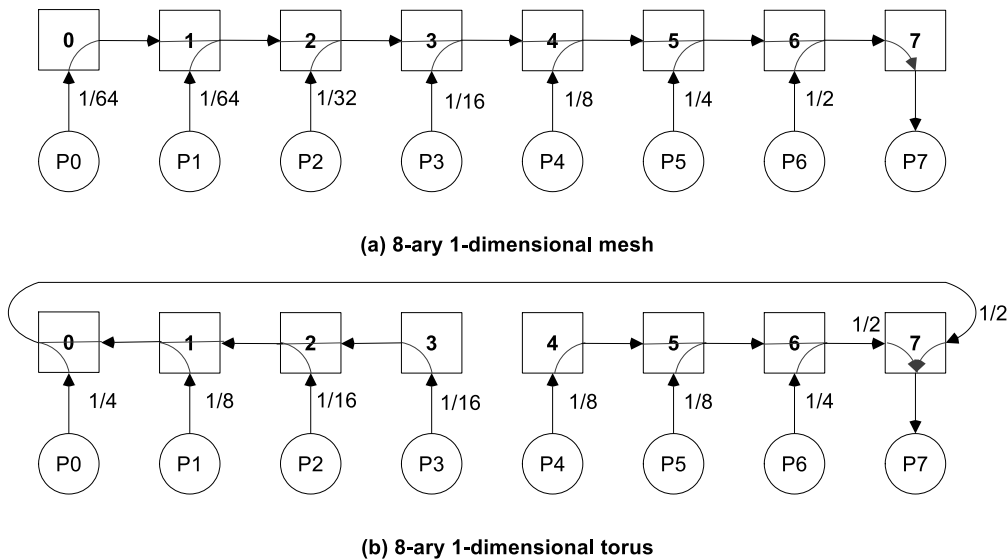 0 1 2 3 4 5 6 7
1/64 1/64 1/32 1/16 1/8 1/4 1/2
P0 P1 P2 P3 P4 P5 P6 P7
(a) 8-ary 1-dimensional mesh
1/2 1/2
0 1 2 3 4 5 6 7
1/4 1/8 1/16 1/16 1/8 1/8 1/4
P0 P1 P2 P3 P4 P5 P6 P7
(b) 8-ary 1-dimensional torus